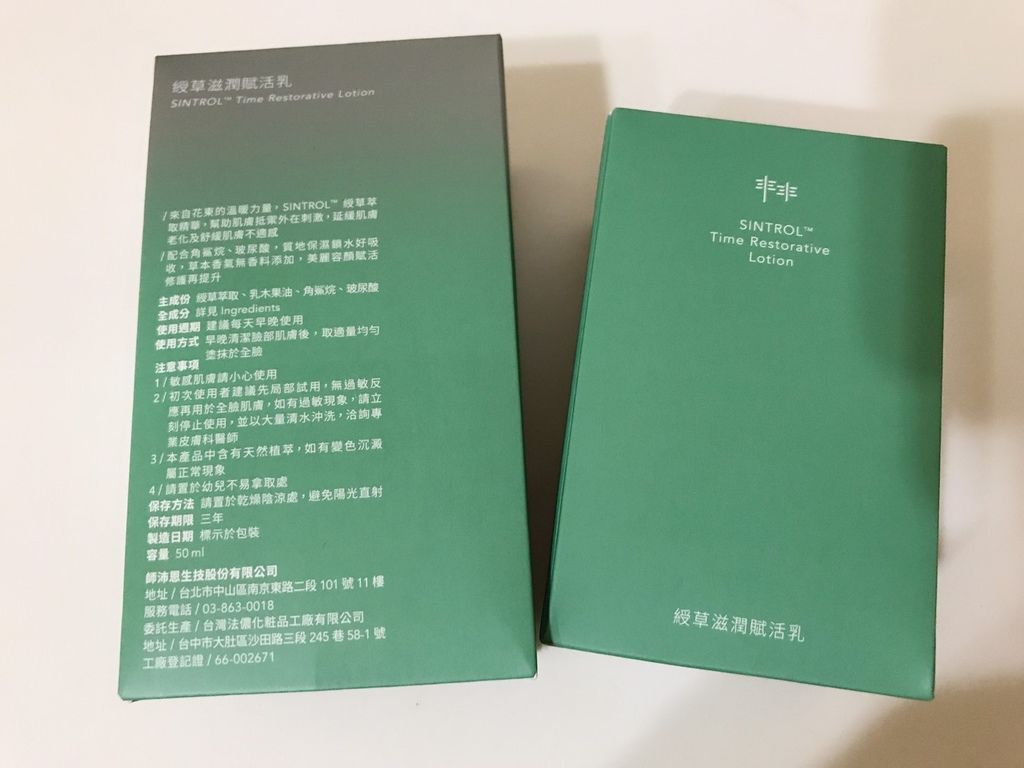 綬草滋潤賦活乳
SINTROL™ Time Restorative Lotion
/來自花東的溫暖力量，SINTROL™ 綬草萃
取精華，幫助肌膚抵禦外在刺激，延緩肌膚
老化及舒緩肌膚不適感
/配合角鯊烷、玻尿酸，質地保濕鎖水好吸
收，草本香氣無香料添加，美麗容顏賦活
修護再提升
主成份 綬草萃取、乳木果油、角鯊烷、玻尿酸
全成分 詳見 Ingredients
使用週期 建議每天早晚使用
使用方式 早晚清潔臉部肌膚後，取適量均勻
塗抹於全臉
注意事項
1/敏感肌膚請小心使用
2/初次使用者建議先局部試用，無過敏反
應再用於全臉肌膚，如有過敏現象，請立
刻停止使用，並以大量清水沖洗，洽詢專
業皮膚科醫師
3/本產品中含有天然植萃，如有變色沉澱
屬正常現象
4/請置於幼兒不易拿取處
保存方法 請置於乾燥陰涼處，避免陽光直射
保存期限 三年
製造日期 標示於包裝
容量 50 ml
師沛恩生技股份有限公司
地址 / 台北市中山區南京東路二段 101 號 11 樓
服務電話 / 03-863-0018
委託生產 / 台灣法儂化粧品工廠有限公司
地址 / 台中市大肚區沙田路三段 245 巷 58-1 號
工廠登記證 / 66-002671
SINTROL™
Time Restorative
Lotion
綬草滋潤賦活乳